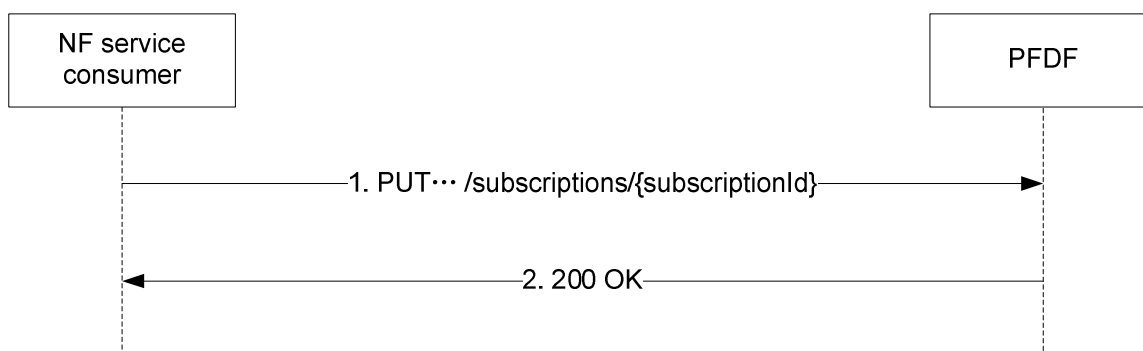 NF service
consumer
PFDF
1. PUT··· /subscriptions/{subscriptionId}
2. 200 OK